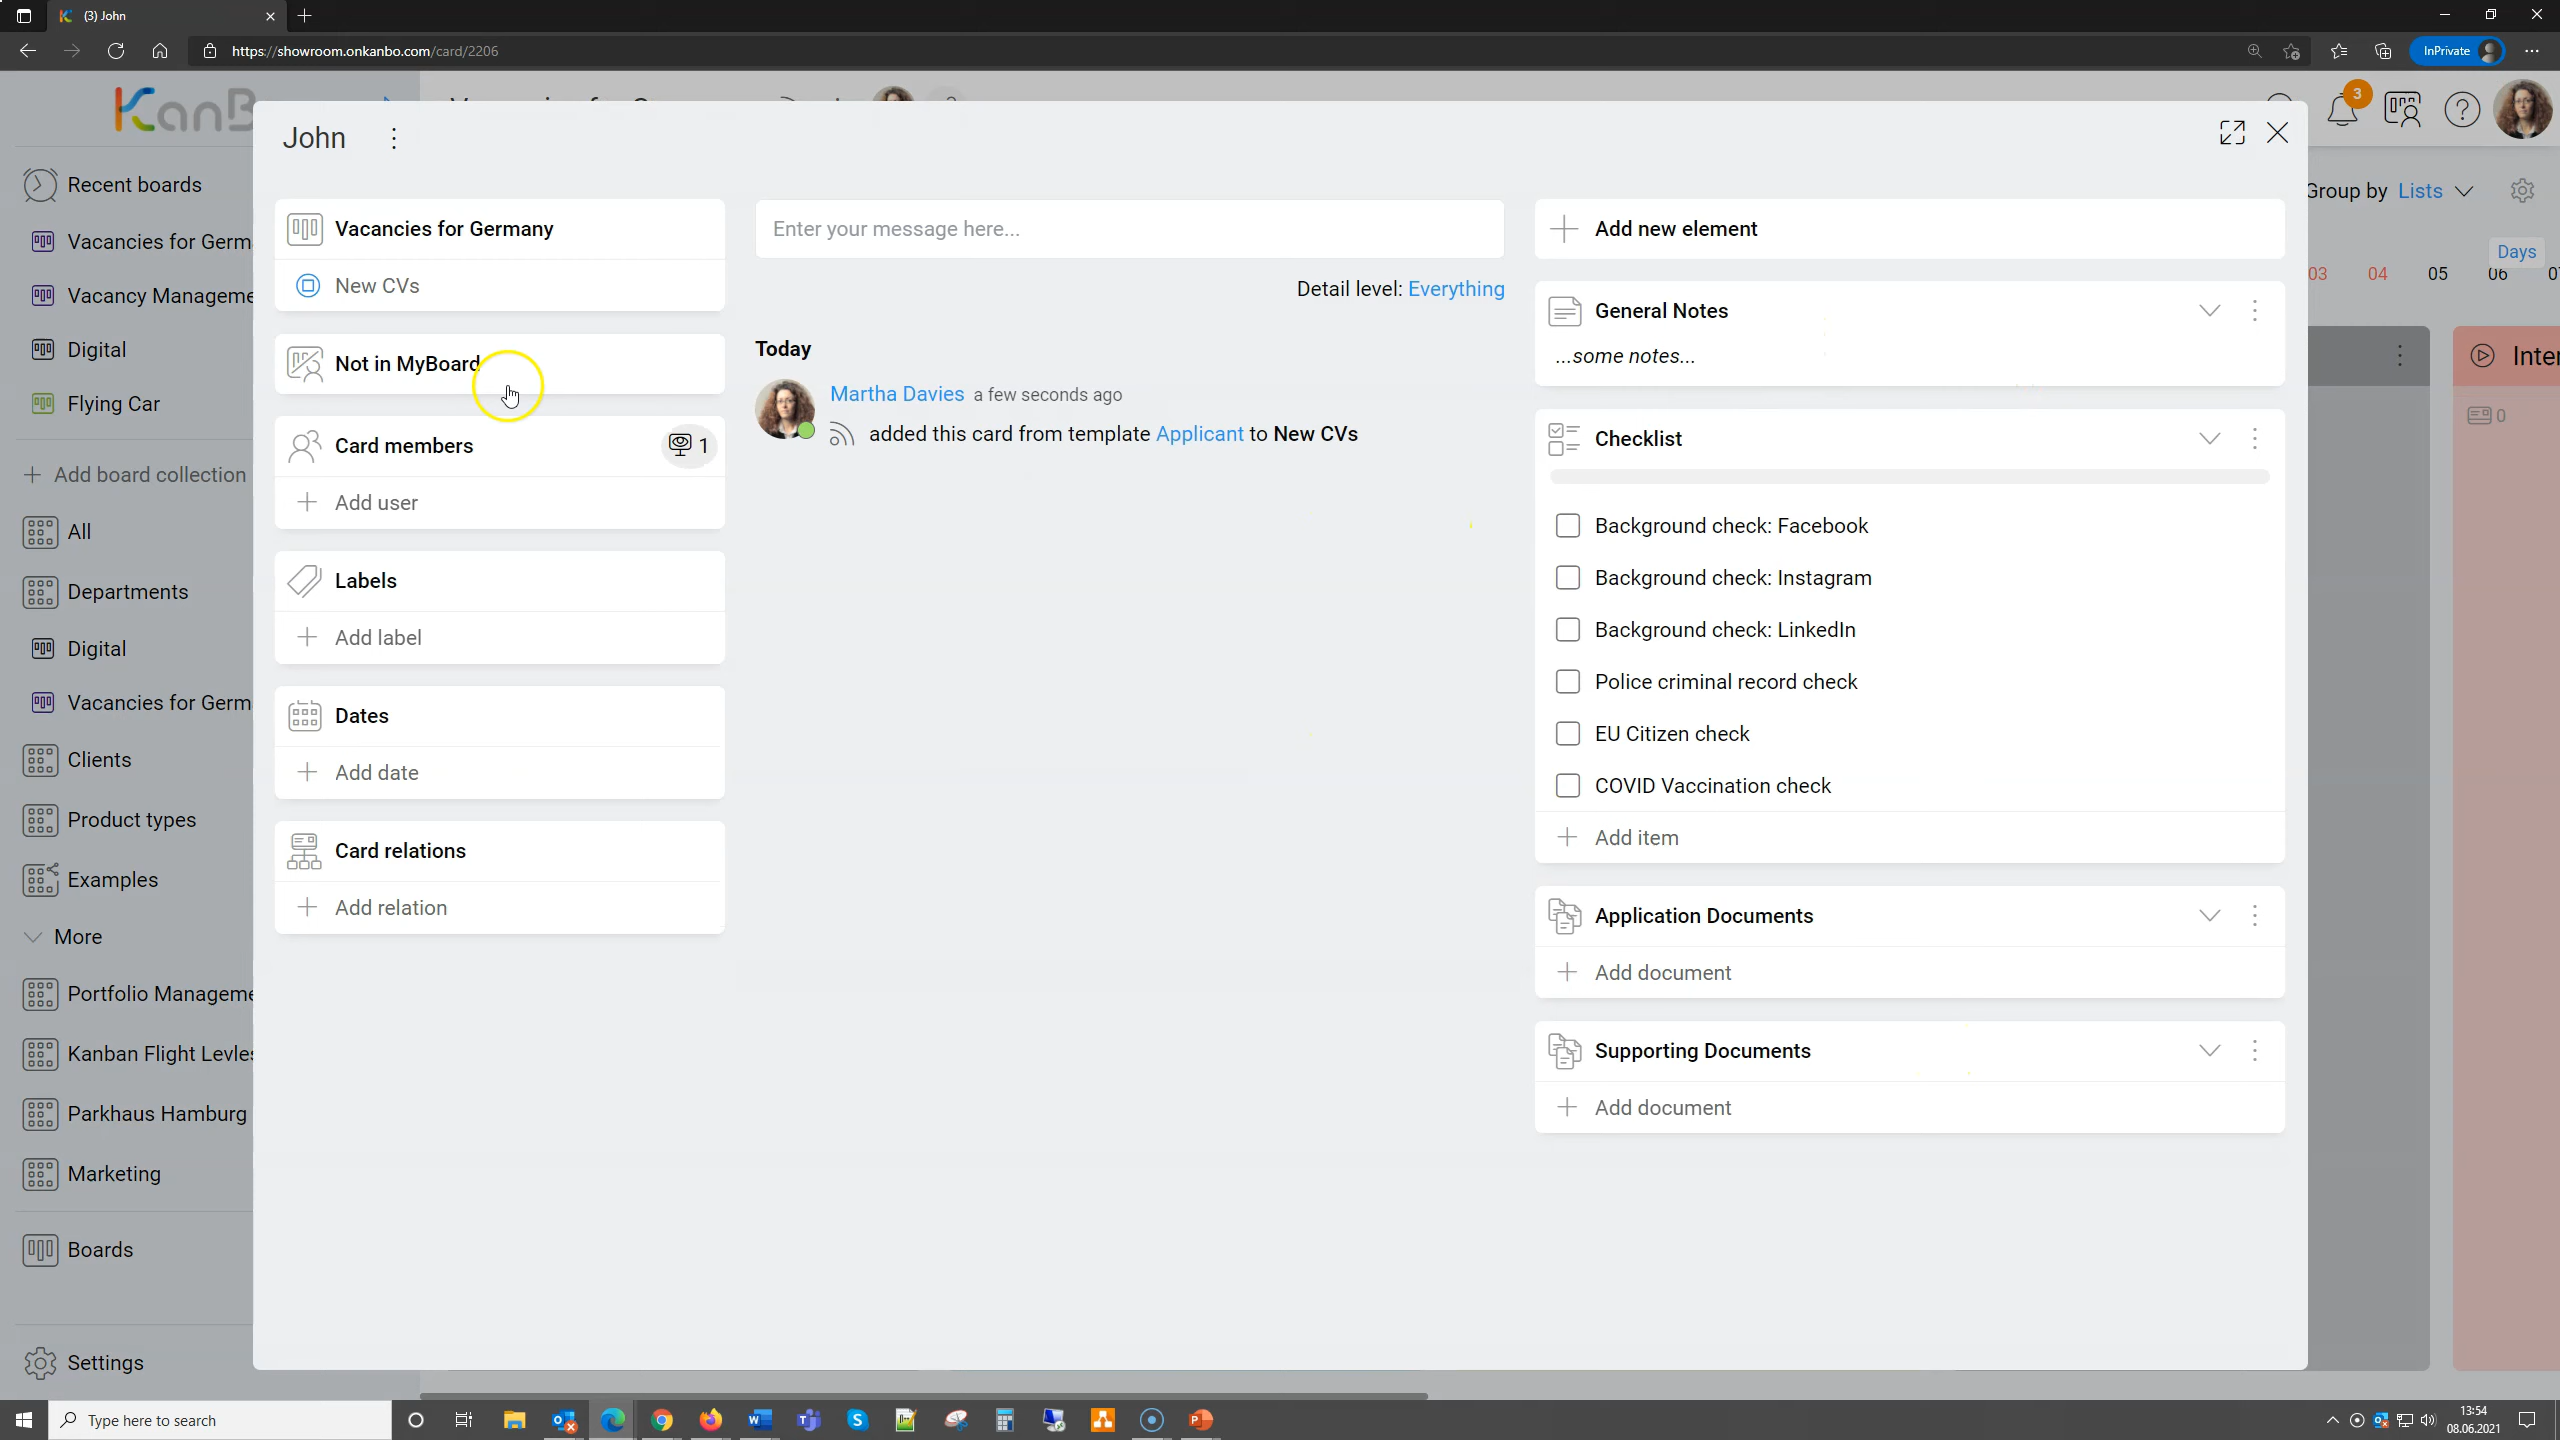 (3) John
https://showroom.onkanbo.com/card/2206
InPrivate
KanB
3
John
Recent boards
Vacancies for Germ
Vacancy Manageme
Digital
Flying Car
Add board collection
All
Departments
Digital
Vacancies for Germ
Clients
Product types
Examples
More
Portfolio Manageme
Kanban Flight Levles
Parkhaus Hamburg
Marketing
Boards
Settings
Vacancies for Germany
New CVs
Not in MyBoard
Card members
1
Add user
Labels
Add label
Dates
Add date
Card relations
Add relation
Enter your message here...
Detail level: Everything
Today
Martha Davies a few seconds ago
added this card from template Applicant to New CVs
Add new element
General Notes
...some notes...
Checklist
Background check: Facebook
Background check: Instagram
Background check: LinkedIn
Police criminal record check
EU Citizen check
COVID Vaccination check
Add item
Application Documents
Add document
Supporting Documents
Add document
Group by Lists
Days
03 04 05 06
Inter
0
Type here to search
13:54
08.06.2021